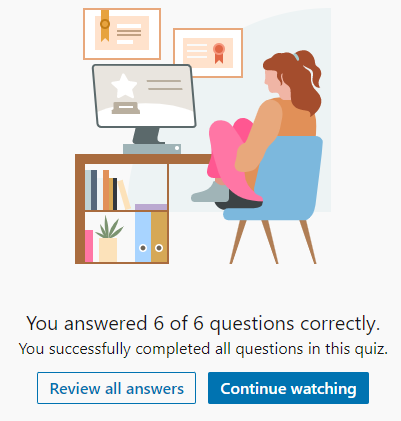 You answered 6 of 6 questions correctly.
You successfully completed all questions in this quiz.
Review all answers
Continue watching